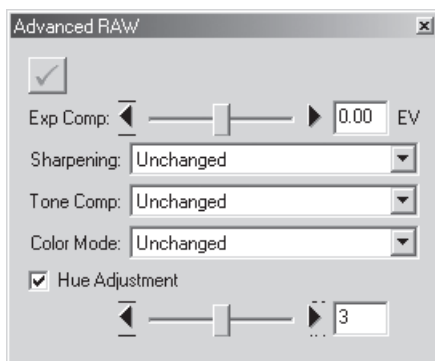 Advanced RAW
Exp Comp: 0.00 EV
Sharpening: Unchanged
Tone Comp: Unchanged
Color Mode: Unchanged
Hue Adjustment
3